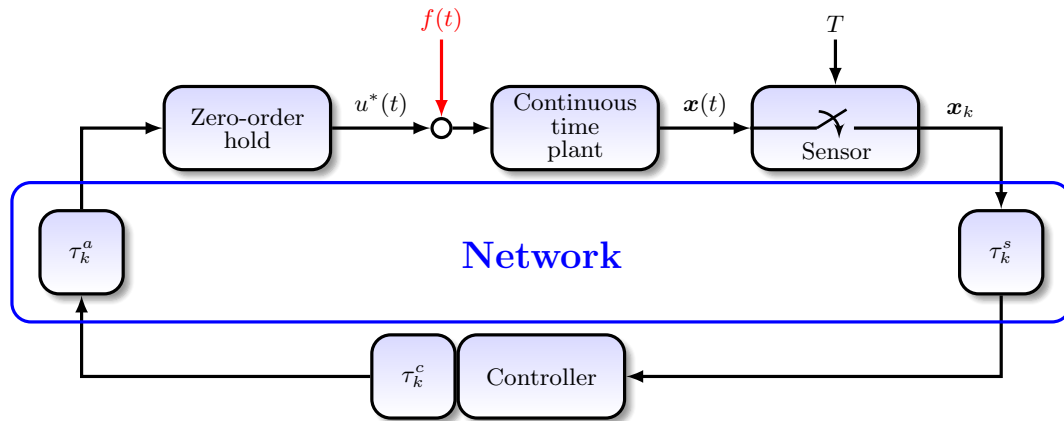 f(t)
T
Zero-order
hold
u*(t)
Continuous
time
plant
x(t)
Sensor
x_k
τ_k^a
Network
τ_k^s
τ_k^c
Controller